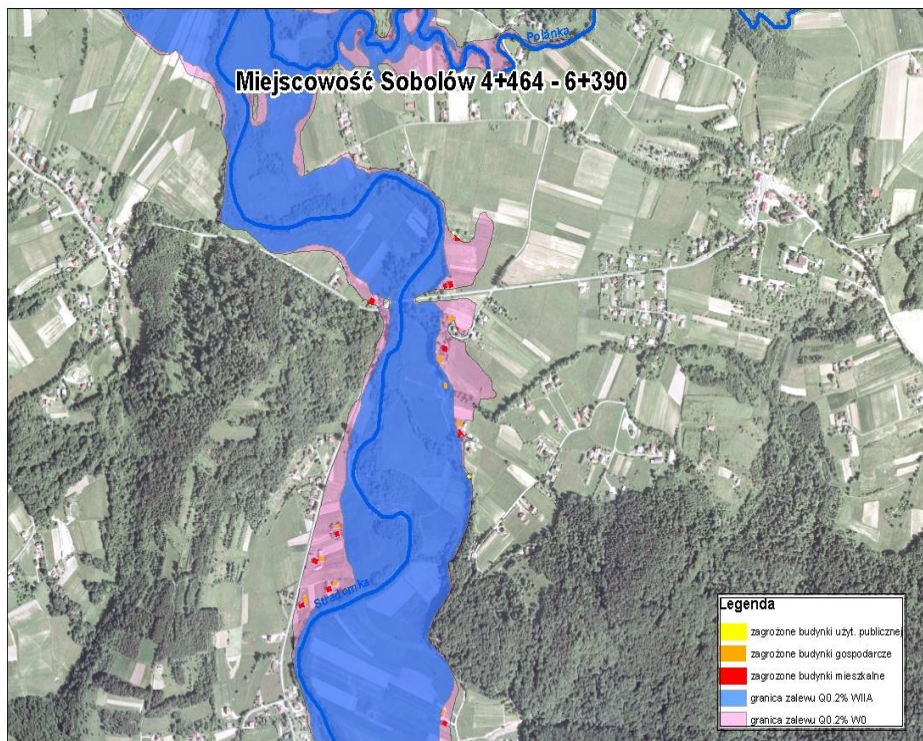 Polanka
Miejscowość Sobolów 4+464 - 6+390
Stradomka
Legenda
zagrożone budynki użyt. publicznej
zagrożone budynki gospodarcze
zagrozone budynki mieszkalne
granica zalewu Q0.2% WIIA
granica zalewu Q0.2% W0